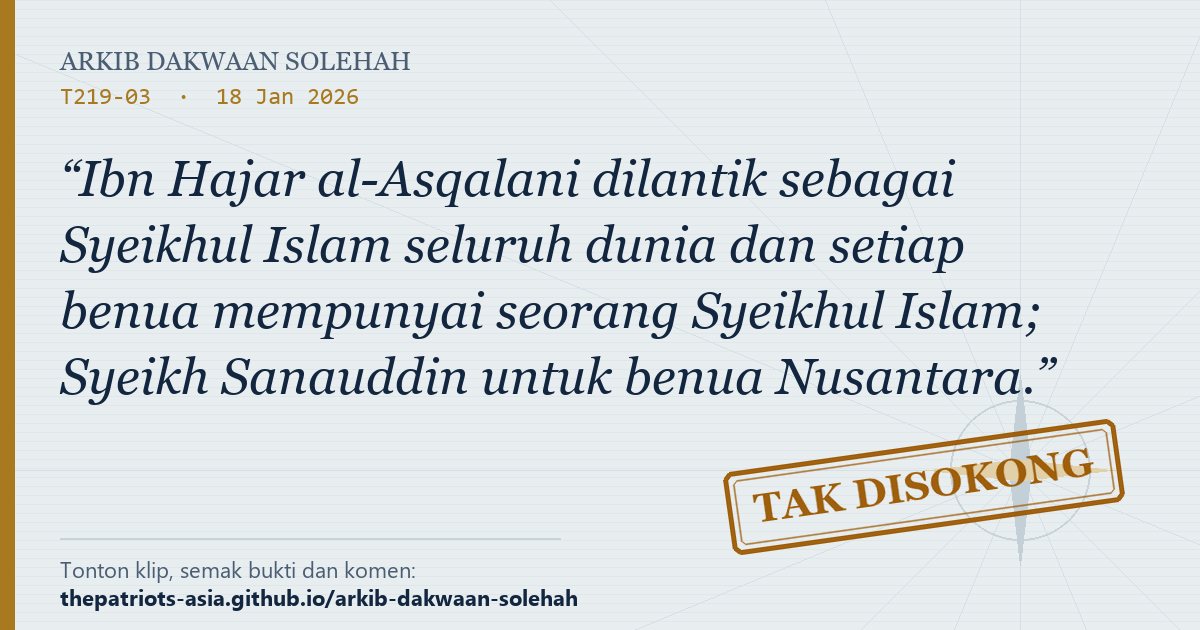 ARKIB DAKWAAN SOLEHAH
T219-03 · 18 Jan 2026
“Ibn Hajar al-Asqalani dilantik sebagai
Syeikhul Islam seluruh dunia dan setiap
benua mempunyai seorang Syeikhul Islam;
Syeikh Sanauddin untuk benua Nusantara.”
TAK DISOKONG
Tonton klip, semak bukti dan komen:
thepatriots-asia.github.io/arkib-dakwaan-solehah